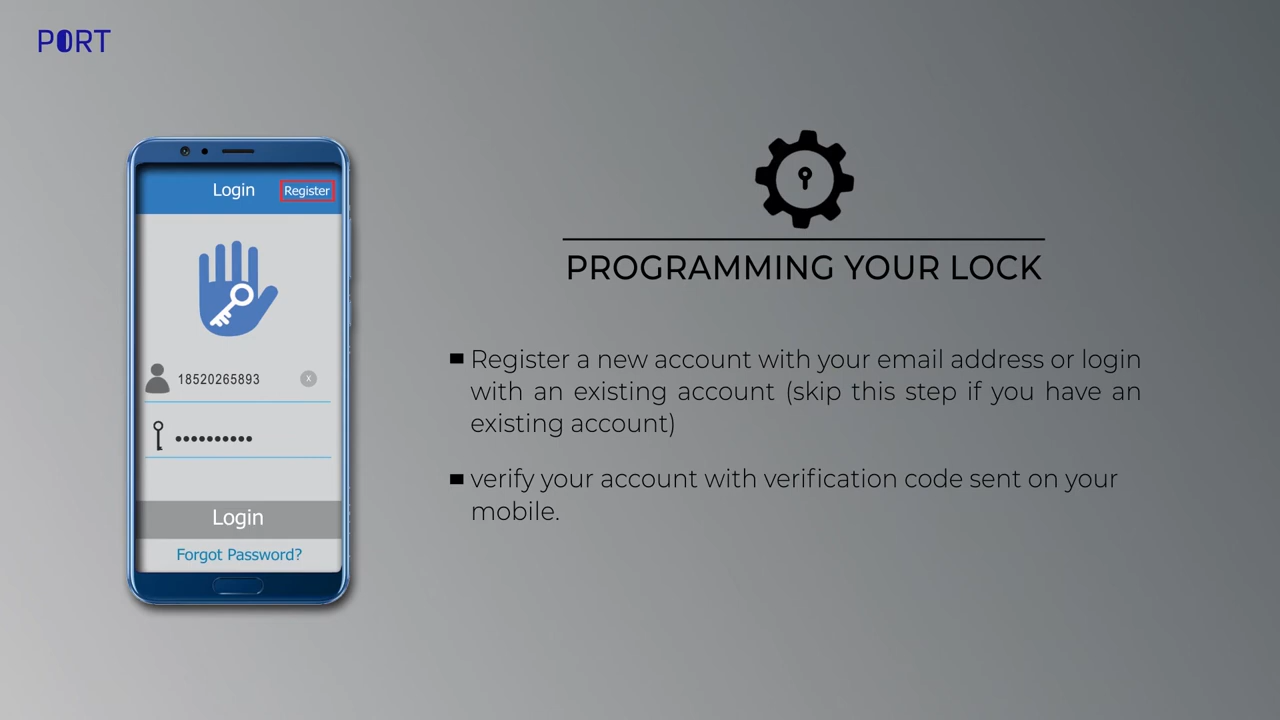 PORT
Login
Register
18520265893
x
••••••••••
Login
Forgot Password?
PROGRAMMING YOUR LOCK
Register a new account with your email address or login
with an existing account (skip this step if you have an
existing account)
verify your account with verification code sent on your
mobile.